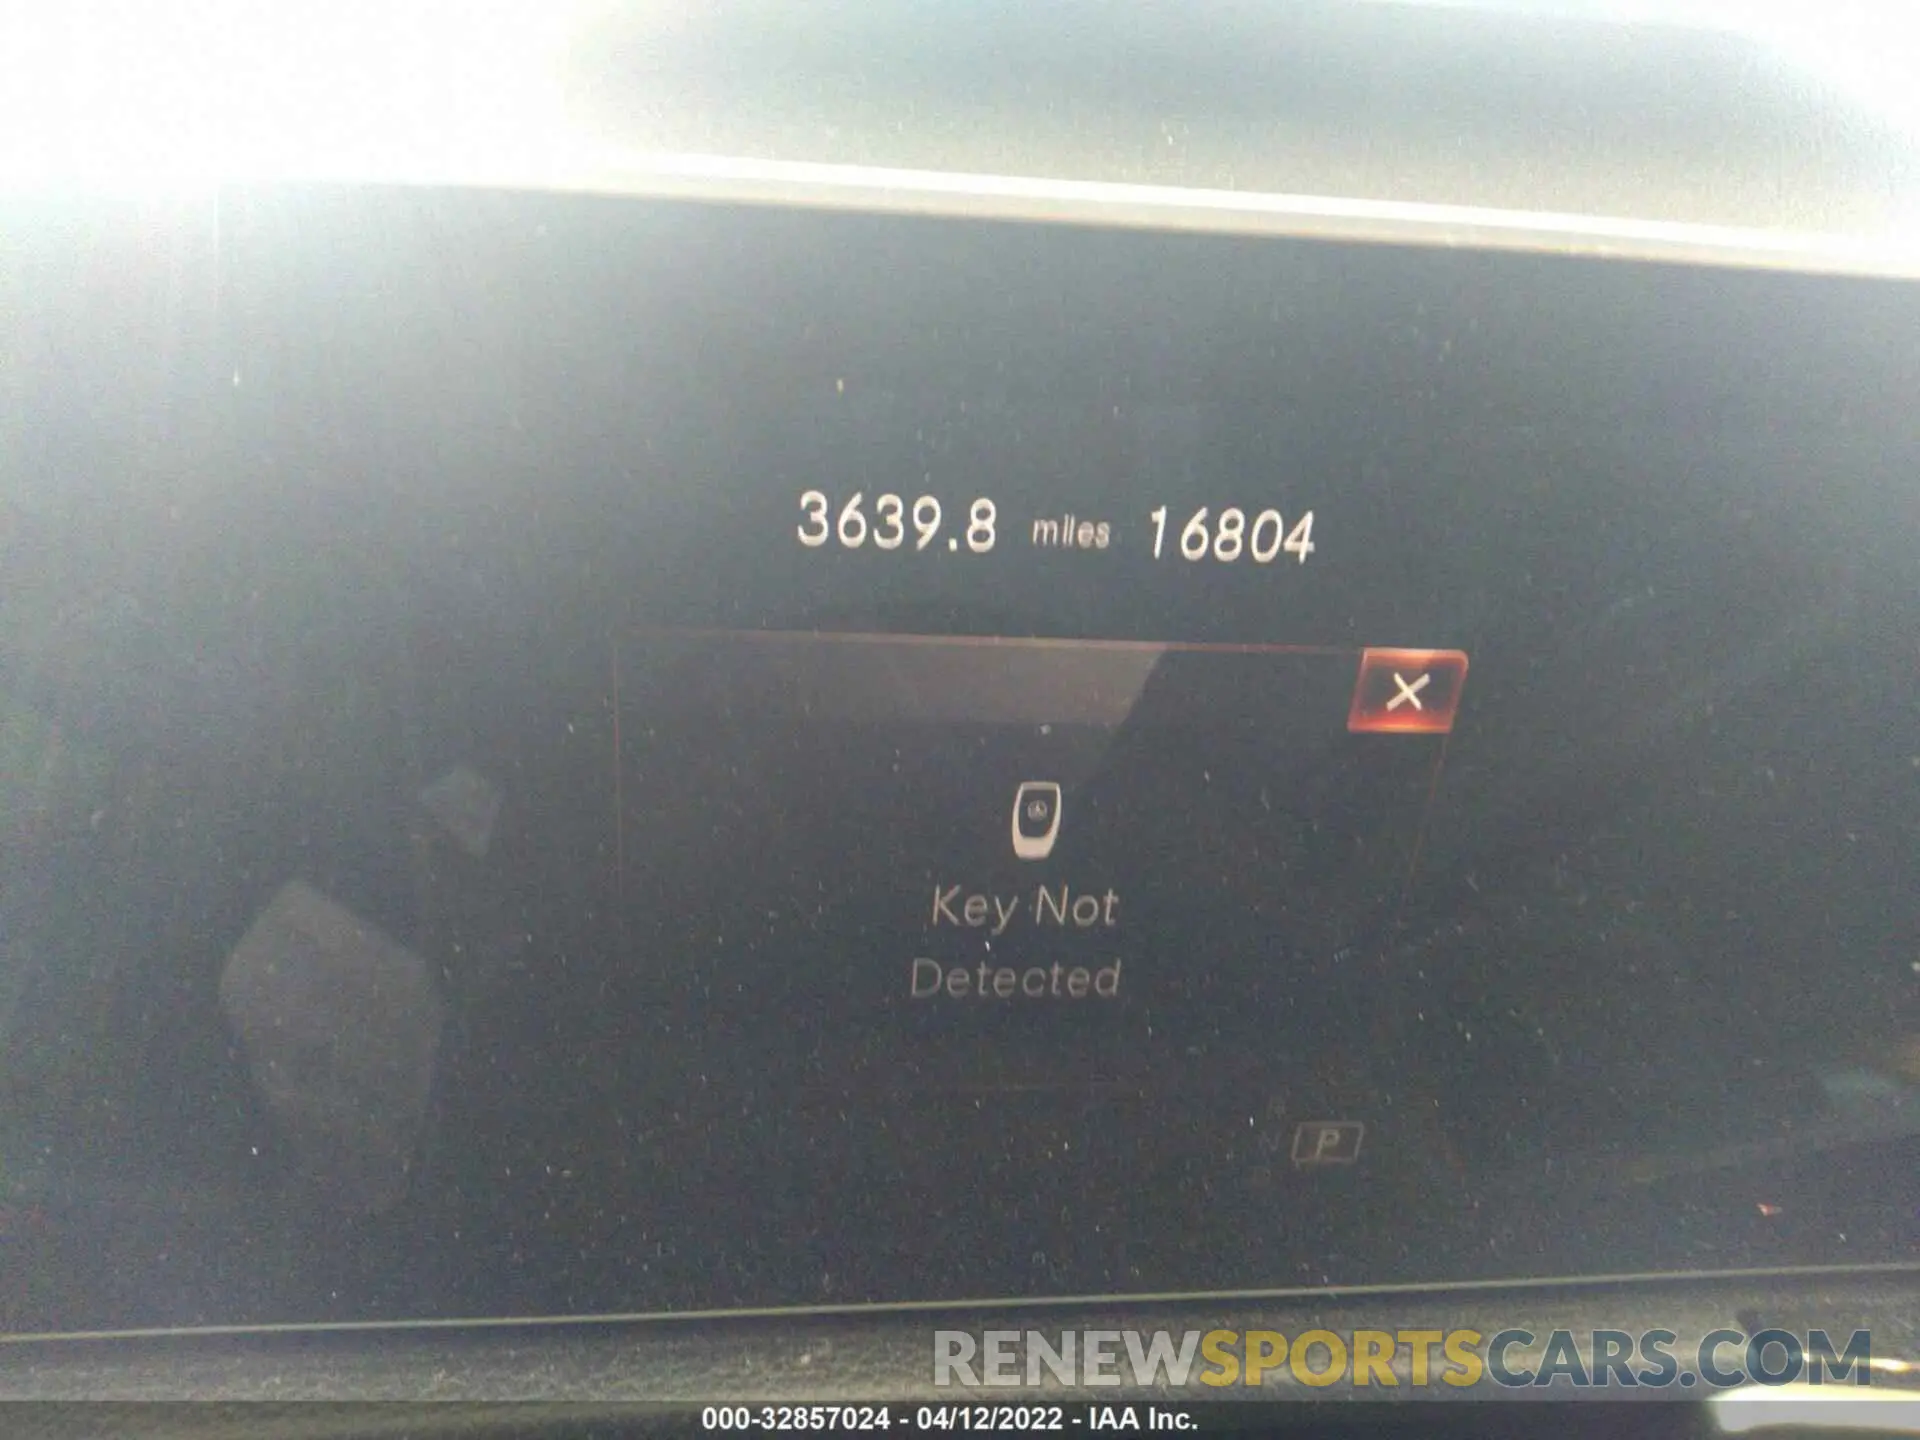 3639.8 miles 16804
Key Not
Detected
P
RENEWSPORTSCARS.COM
000-32857024 - 04/12/2022 - IAA Inc.